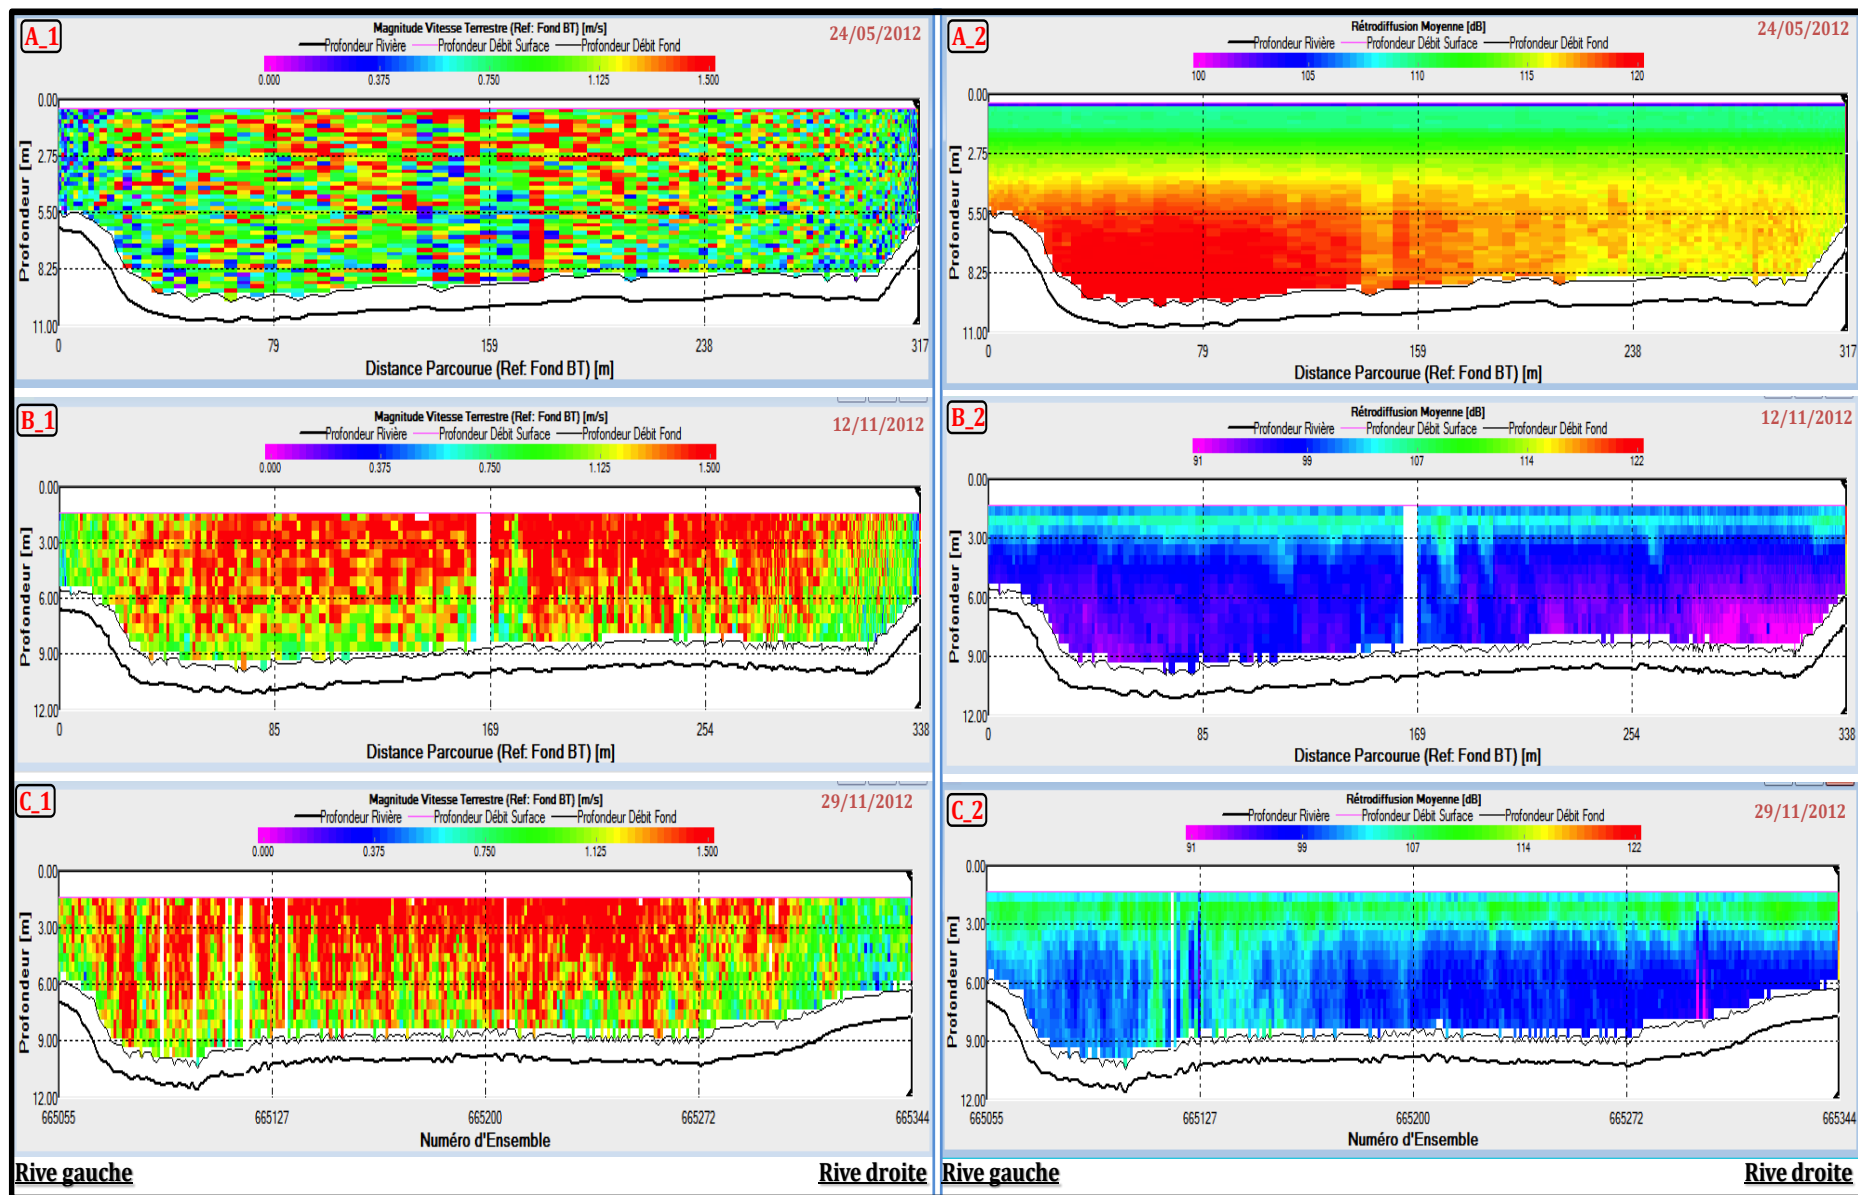 A_1
Magnitude Vitesse Terrestre (Ref: Fond BT) [m/s]
24/05/2012
Profondeur Rivière Profondeur Débit Surface Profondeur Débit Fond
0.000 0.375 0.750 1.125 1.500
Profondeur [m]
0.00
2.75
5.50
8.25
11.00
0 79 159 238 317
Distance Parcourue (Ref: Fond BT) [m]
A_2
Rétrodiffusion Moyenne [dB]
24/05/2012
Profondeur Rivière Profondeur Débit Surface Profondeur Débit Fond
100 105 110 115 120
Profondeur [m]
0.00
2.75
5.50
8.25
11.00
0 79 159 238 317
Distance Parcourue (Ref: Fond BT) [m]
B_1
Magnitude Vitesse Terrestre (Ref: Fond BT) [m/s]
12/11/2012
Profondeur Rivière Profondeur Débit Surface Profondeur Débit Fond
0.000 0.375 0.750 1.125 1.500
Profondeur [m]
0.00
3.00
6.00
9.00
12.00
0 85 169 254 338
Distance Parcourue (Ref: Fond BT) [m]
B_2
Rétrodiffusion Moyenne [dB]
12/11/2012
Profondeur Rivière Profondeur Débit Surface Profondeur Débit Fond
91 99 107 114 122
Profondeur [m]
0.00
3.00
6.00
9.00
12.00
0 85 169 254 338
Distance Parcourue (Ref: Fond BT) [m]
C_1
Magnitude Vitesse Terrestre (Ref: Fond BT) [m/s]
29/11/2012
Profondeur Rivière Profondeur Débit Surface Profondeur Débit Fond
0.000 0.375 0.750 1.125 1.500
Profondeur [m]
0.00
3.00
6.00
9.00
12.00
665055 665127 665200 665272 665344
Numéro d'Ensemble
C_2
Rétrodiffusion Moyenne [dB]
29/11/2012
Profondeur Rivière Profondeur Débit Surface Profondeur Débit Fond
91 99 107 114 122
Profondeur [m]
0.00
3.00
6.00
9.00
12.00
665055 665127 665200 665272 665344
Numéro d'Ensemble
Rive gauche Rive droite
Rive gauche Rive droite